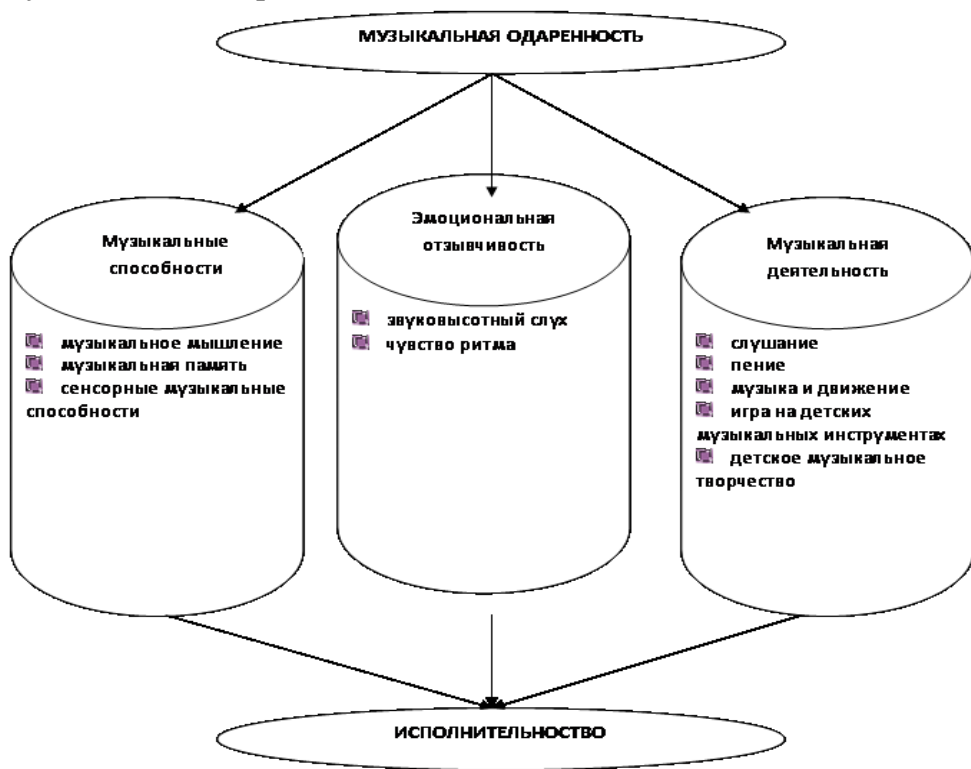 МУЗЫКАЛЬНАЯ ОДАРЕННОСТЬ
Музыкальные
способности
музыкальное мышление
музыкальная память
сенсорные музыкальные
способности
Эмоциональная
отзывчивость
звуковысотный слух
чувство ритма
Музыкальная
деятельность
слушание
пение
музыка и движение
игра на детских
музыкальных инструментах
детское музыкальное
творчество
ИСПОЛНИТЕЛЬНОСТВО